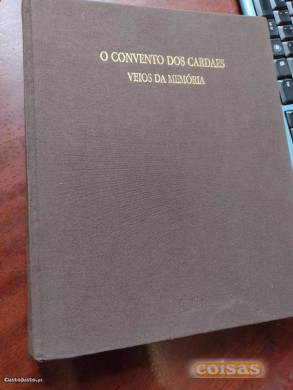 O CONVENTO DOS CARDAES
VEIOS DA MEMÓRIA
CustoJusto.pt
coisas